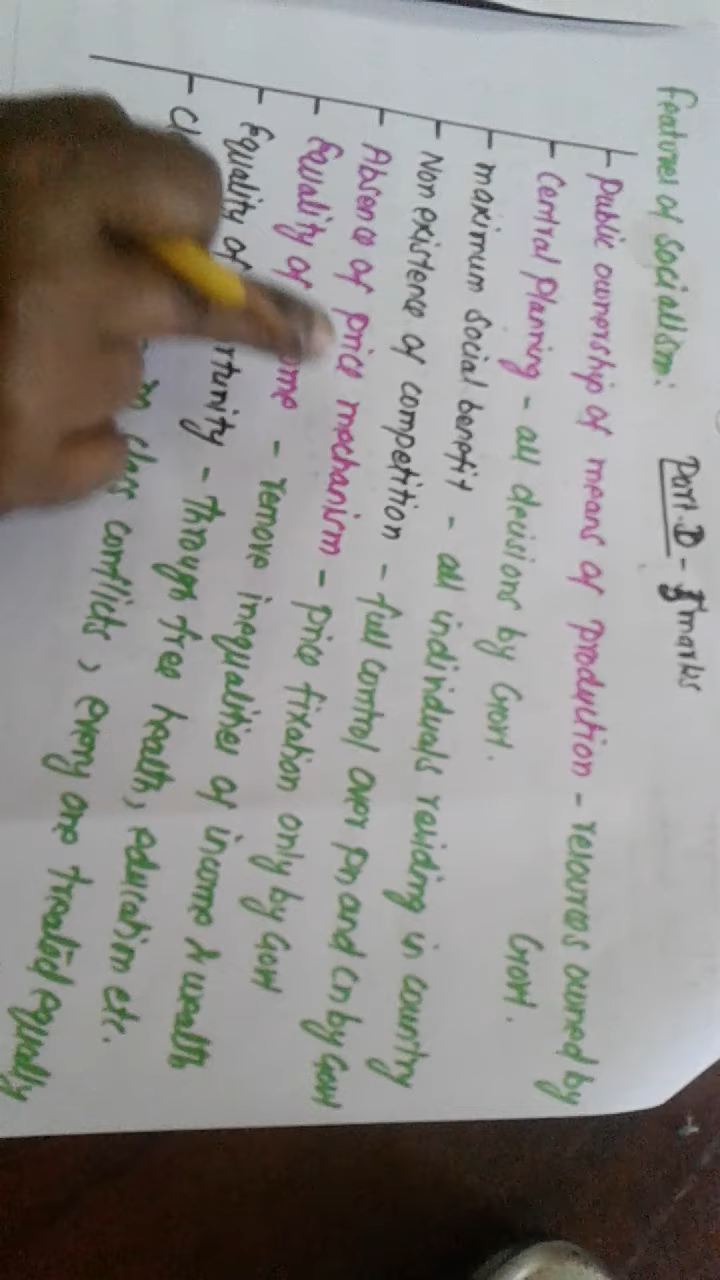 Part-D - 5 marks
Features of socialism:
Public ownership of means of production - resources owned by
Govt.
Central Planning - all decisions by Govt.
maximum social benefit - all individuals residing in country
Non existence of competition - full control over pn and cn by Govt
Absence of price mechanism - price fixation only by Govt
Equality of ome - remove inequalities of income & wealth
Equality of rtunity - Through free health, education etc.
Cl m class conflicts, every one treated equally